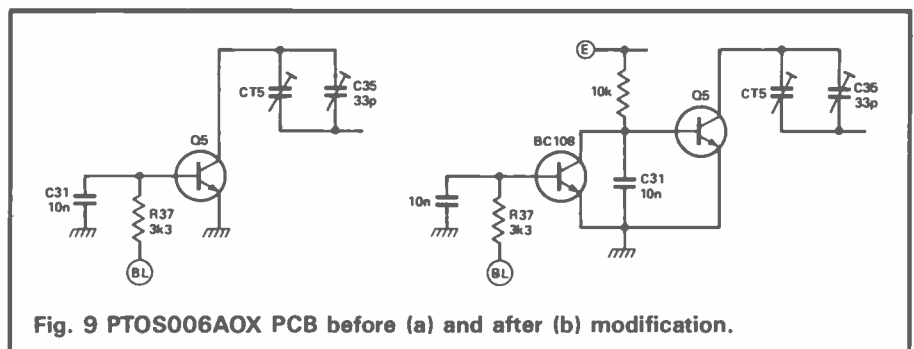 CT5
C35
33p
Q5
C31
10n
R37
3k3
BL
E
10k
Q5
CT5
C35
33p
BC108
C31
10n
10n
R37
3k3
BL
Fig. 9 PTOS006AOX PCB before (a) and after (b) modification.